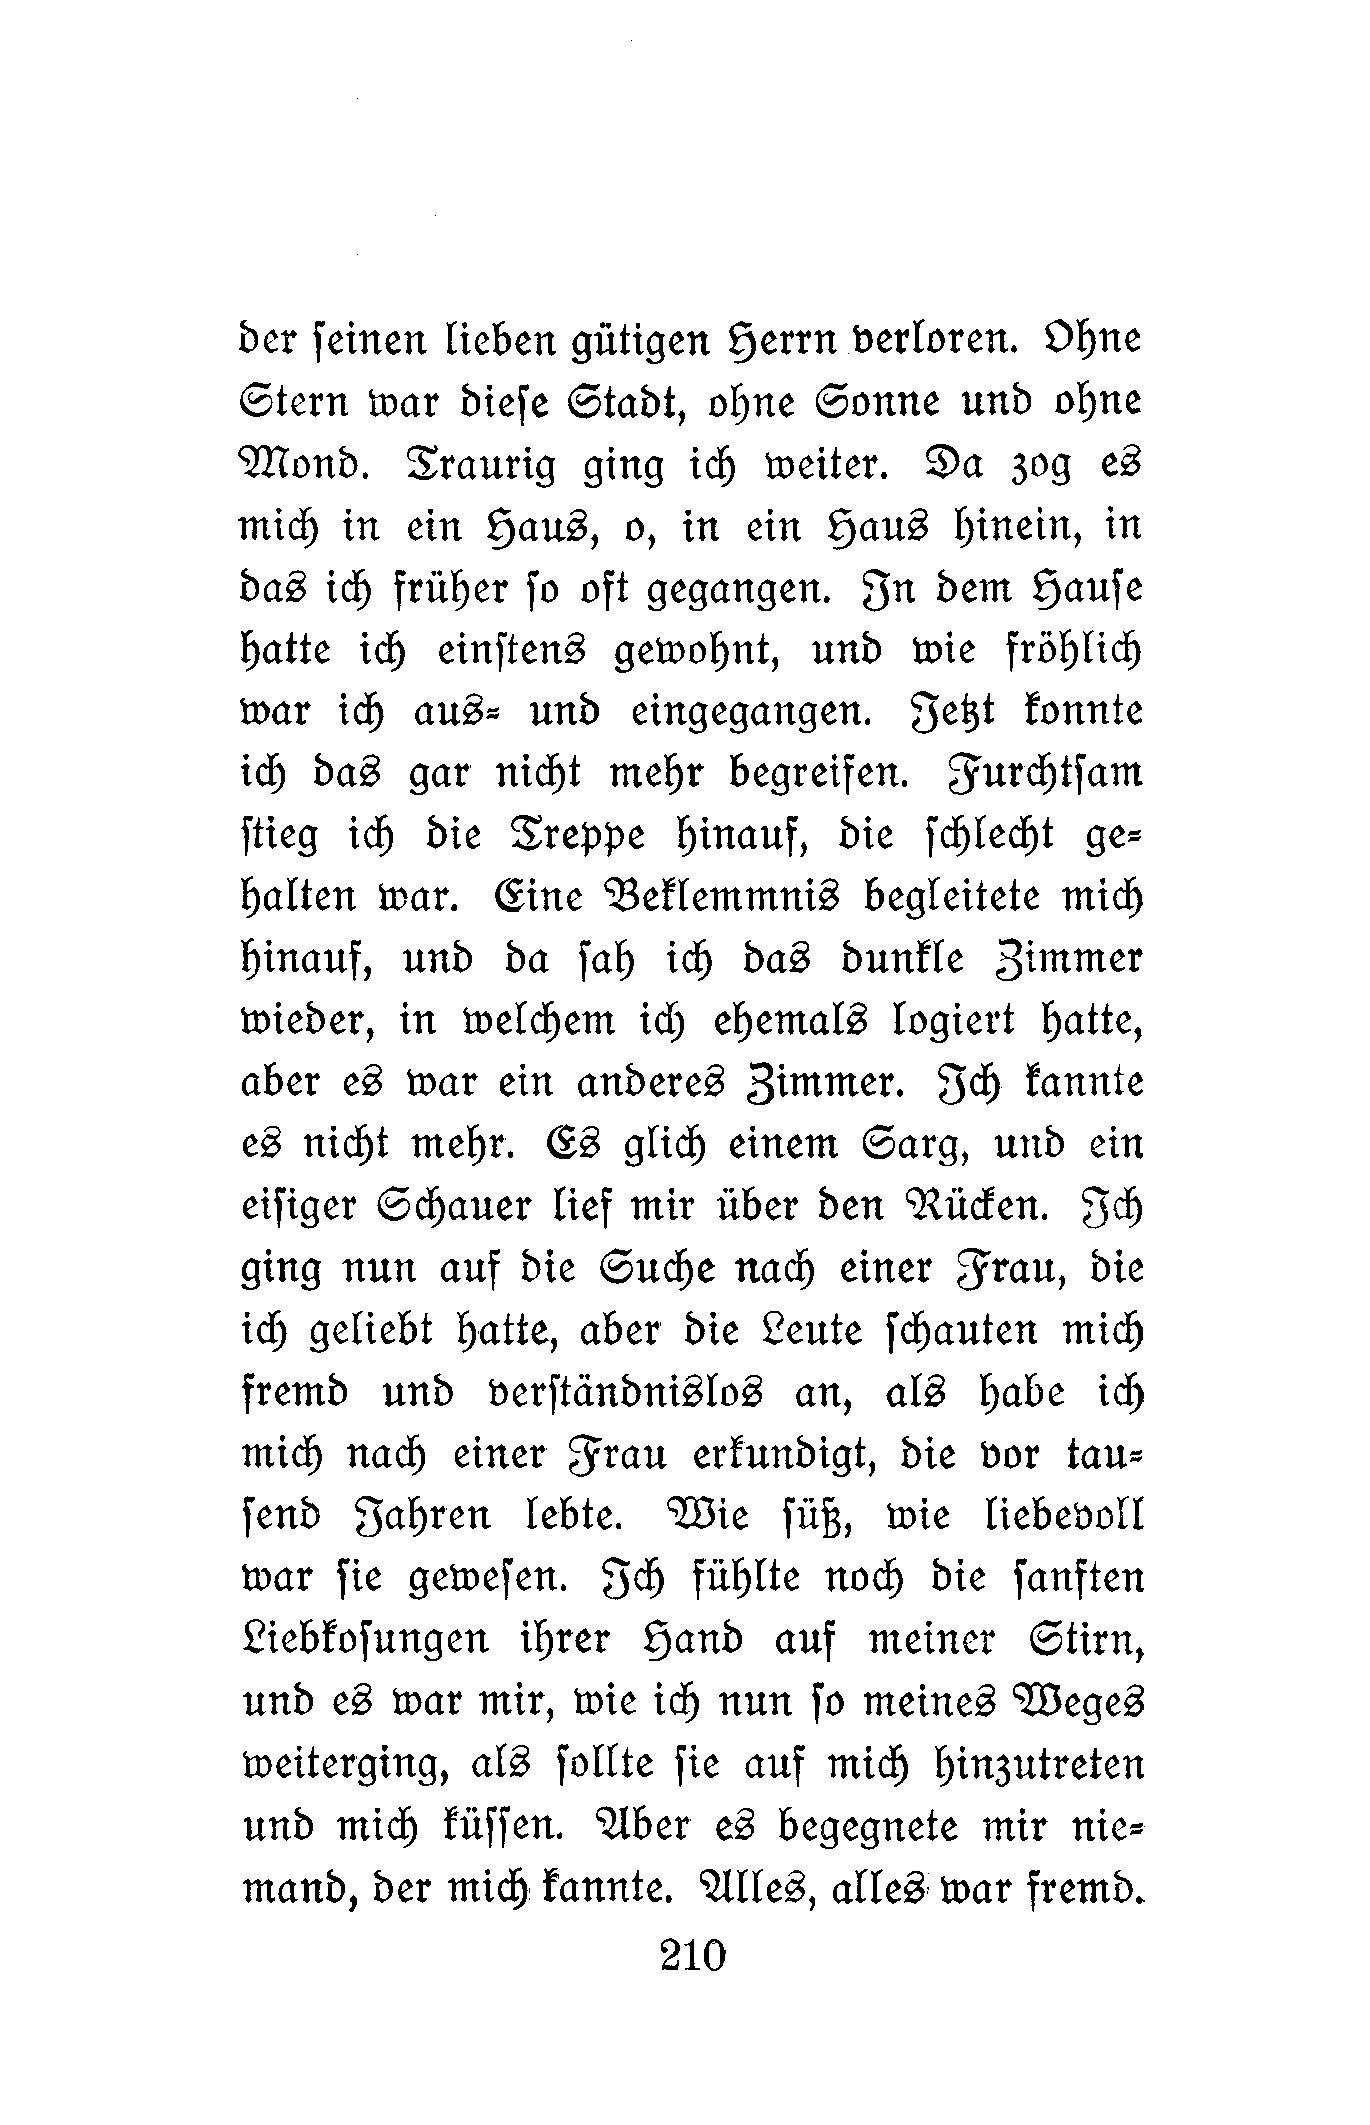 der ſeinen lieben gütigen Herrn verloren. Ohne
Stern war dieſe Stadt, ohne Sonne und ohne
Mond. Traurig ging ich weiter. Da zog es
mich in ein Haus, o, in ein Haus hinein, in
das ich früher ſo oft gegangen. In dem Hauſe
hatte ich einſtens gewohnt, und wie fröhlich
war ich aus⸗ und eingegangen. Jetzt konnte
ich das gar nicht mehr begreifen. Furchtſam
ſtieg ich die Treppe hinauf, die ſchlecht ge⸗
halten war. Eine Beklemmnis begleitete mich
hinauf, und da ſah ich das dunkle Zimmer
wieder, in welchem ich ehemals logiert hatte,
aber es war ein anderes Zimmer. Ich kannte
es nicht mehr. Es glich einem Sarg, und ein
eiſiger Schauer lief mir über den Rücken. Ich
ging nun auf die Suche nach einer Frau, die
ich geliebt hatte, aber die Leute ſchauten mich
fremd und verſtändnislos an, als habe ich
mich nach einer Frau erkundigt, die vor tau⸗
ſend Jahren lebte. Wie ſüß, wie liebevoll
war ſie geweſen. Ich fühlte noch die ſanften
Liebkoſungen ihrer Hand auf meiner Stirn,
und es war mir, wie ich nun ſo meines Weges
weiterging, als ſollte ſie auf mich hinzutreten
und mich küſſen. Aber es begegnete mir nie⸗
mand, der mich kannte. Alles, alles war fremd.
210